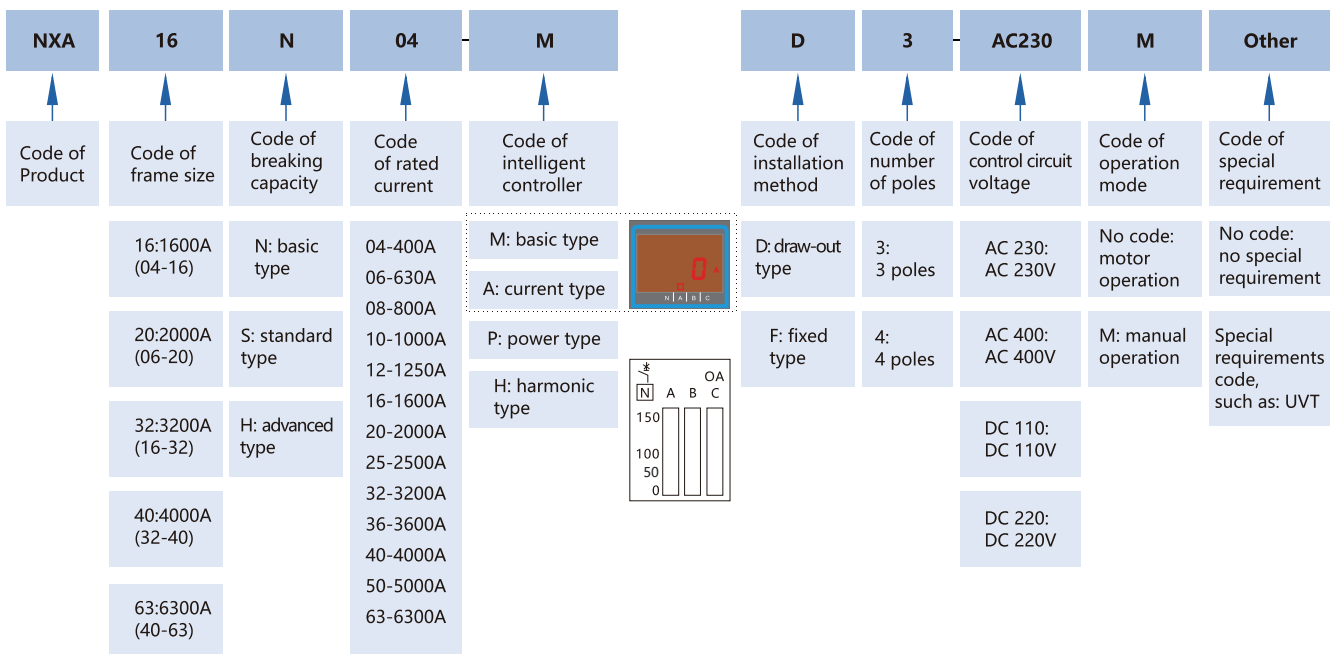 NXA
16
N
04
-
M
D
3
-
AC230
M
Other
Code of
Product
Code of
frame size
Code of
breaking
capacity
Code
of rated
current
Code of
intelligent
controller
Code of
installation
method
Code of
number
of poles
Code of
control circuit
voltage
Code of
operation
mode
Code of
special
requirement
16:1600A
(04-16)
20:2000A
(06-20)
32:3200A
(16-32)
40:4000A
(32-40)
63:6300A
(40-63)
N: basic
type
S: standard
type
H: advanced
type
04-400A
06-630A
08-800A
10-1000A
12-1250A
16-1600A
20-2000A
25-2500A
32-3200A
36-3600A
40-4000A
50-5000A
63-6300A
M: basic type
A: current type
P: power type
H: harmonic
type
0 A
N A B C
OA
N A B C
150
100
50
0
D: draw-out
type
F: fixed
type
3:
3 poles
4:
4 poles
AC 230:
AC 230V
AC 400:
AC 400V
DC 110:
DC 110V
DC 220:
DC 220V
No code:
motor
operation
M: manual
operation
No code:
no special
requirement
Special
requirements
code,
such as: UVT